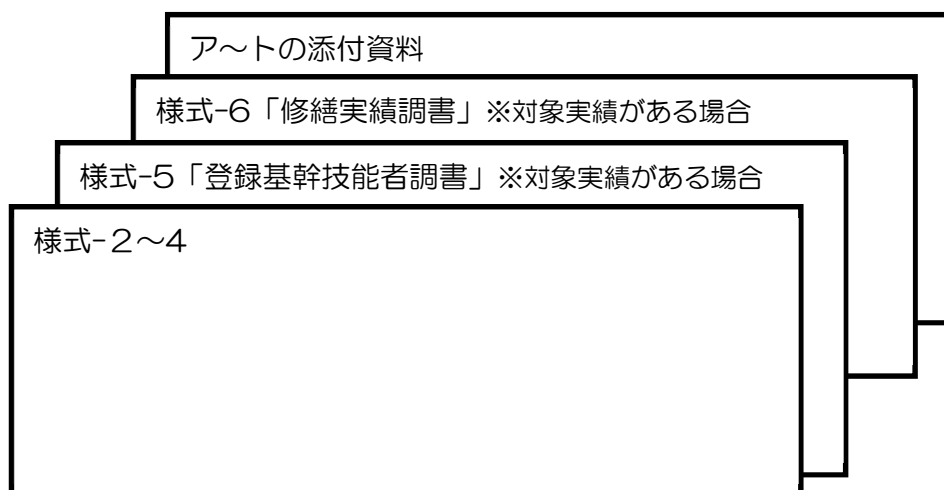 ア～トの添付資料
様式-6「修繕実績調書」※対象実績がある場合
様式-5「登録基幹技能者調書」※対象実績がある場合
様式-２～4